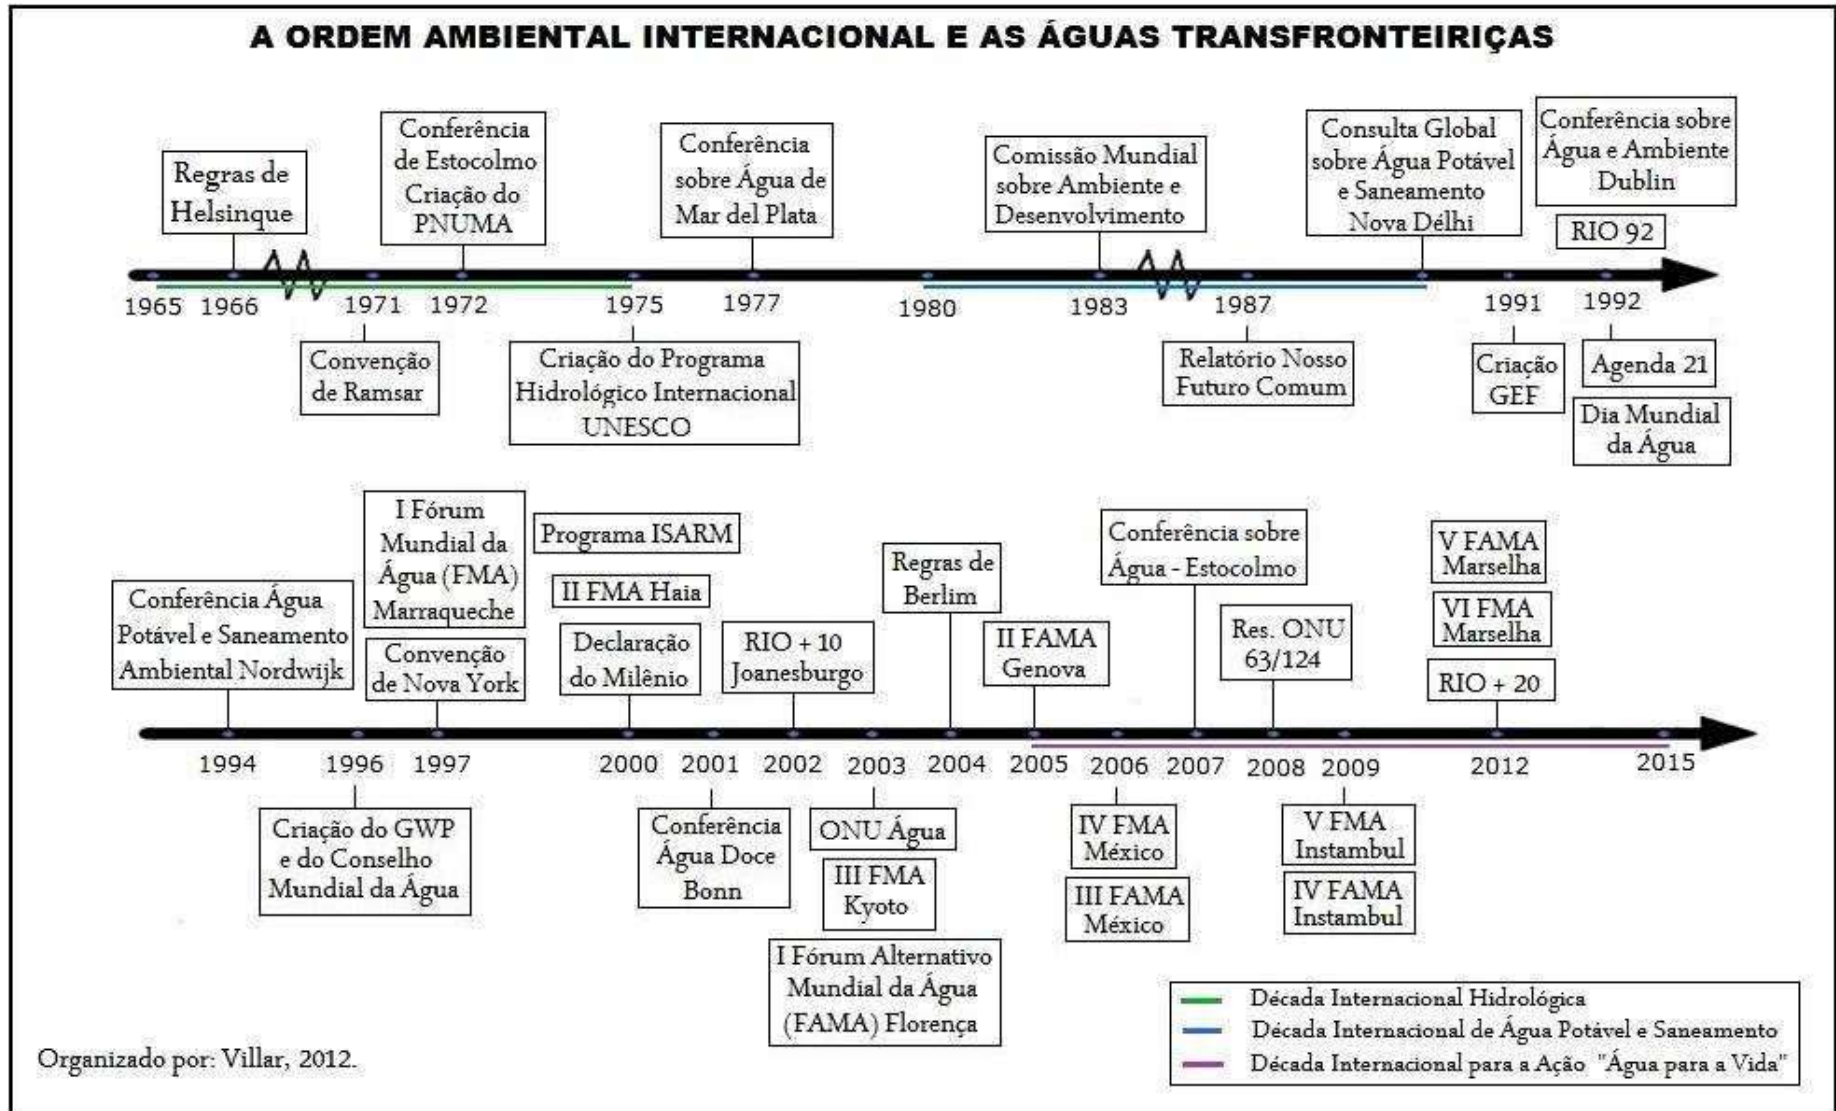 A ORDEM AMBIENTAL INTERNACIONAL E AS ÁGUAS TRANSFRONTEIRIÇAS
Regras de
Helsinque
Conferência
de Estocolmo
Criação do
PNUMA
Conferência
sobre Água de
Mar del Plata
Comissão Mundial
sobre Ambiente e
Desenvolvimento
Consulta Global
sobre Água Potável
e Saneamento
Nova Délhi
Conferência sobre
Água e Ambiente
Dublin
RIO 92
1965
1966
1971
1972
1975
1977
1980
1983
1987
1991
1992
Convenção
de Ramsar
Criação do Programa
Hidrológico Internacional
UNESCO
Relatório Nosso
Futuro Comum
Criação
GEF
Agenda 21
Dia Mundial
da Água
Conferência Água
Potável e Saneamento
Ambiental Nordwijk
I Fórum
Mundial da
Água (FMA)
Marraqueche
Convenção
de Nova York
Programa ISARM
II FMA Haia
Declaração
do Milênio
RIO + 10
Joanesburgo
Regras de
Berlim
II FAMA
Genova
Conferência sobre
Água - Estocolmo
Res. ONU
63/124
V FAMA
Marselha
VI FMA
Marselha
RIO + 20
1994
1996
1997
2000
2001
2002
2003
2004
2005
2006
2007
2008
2009
2012
2015
Criação do GWP
e do Conselho
Mundial da Água
Conferência
Água Doce
Bonn
ONU Água
III FMA
Kyoto
I Fórum Alternativo
Mundial da Água
(FAMA) Florença
IV FMA
México
III FAMA
México
V FMA
Instambul
IV FAMA
Instambul
Década Internacional Hidrológica
Década Internacional de Água Potável e Saneamento
Década Internacional para a Ação "Água para a Vida"
Organizado por: Villar, 2012.